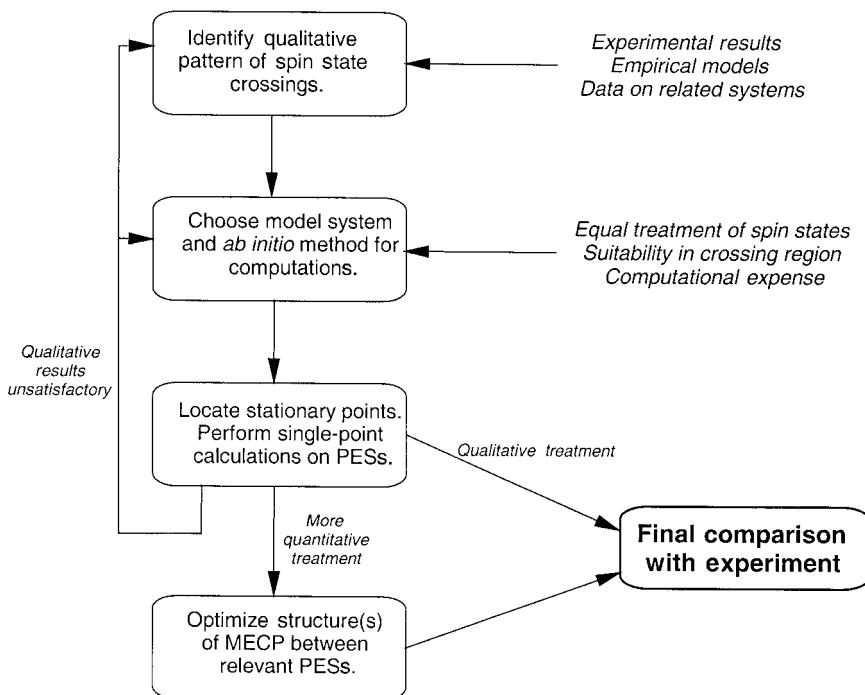 Identify qualitative
pattern of spin state
crossings.
Experimental results
Empirical models
Data on related systems
Choose model system
and ab initio method for
computations.
Equal treatment of spin states
Suitability in crossing region
Computational expense
Qualitative
results
unsatisfactory
Locate stationary points.
Perform single-point
calculations on PESs.
Qualitative treatment
More
quantitative
treatment
Final comparison
with experiment
Optimize structure(s)
of MECP between
relevant PESs.